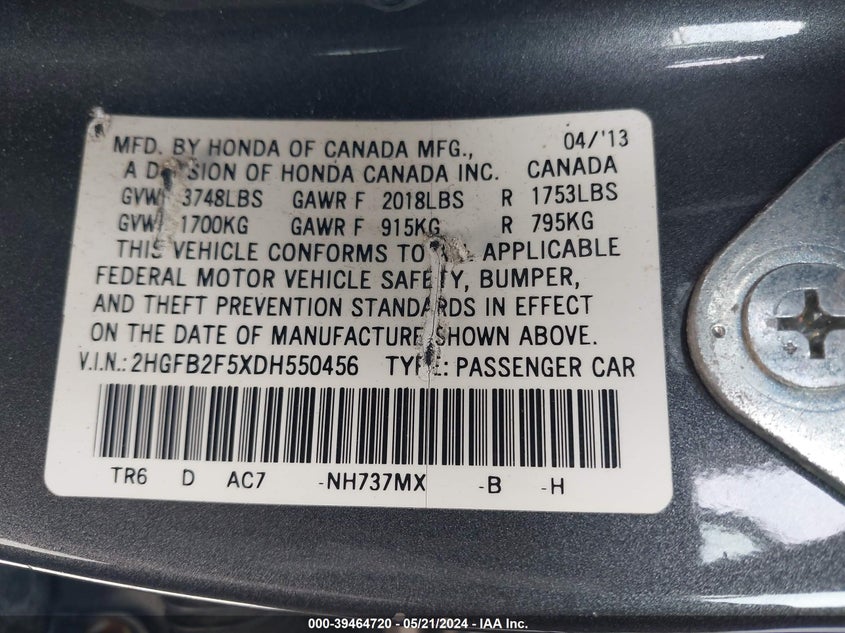 MFD. BY HONDA OF CANADA MFG., 04/'13
A DIVISION OF HONDA CANADA INC. CANADA
GVW 3748LBS GAWR F 2018LBS R 1753LBS
GVW 1700KG GAWR F 915KG R 795KG
THIS VEHICLE CONFORMS TO ALL APPLICABLE
FEDERAL MOTOR VEHICLE SAFETY, BUMPER,
AND THEFT PREVENTION STANDARDS IN EFFECT
ON THE DATE OF MANUFACTURE SHOWN ABOVE.
V.I.N.: 2HGFB2F5XDH550456 TYPE: PASSENGER CAR
TR6 D AC7 -NH737MX -B -H
000-39464720 — 05/21/2024 — IAA Inc.